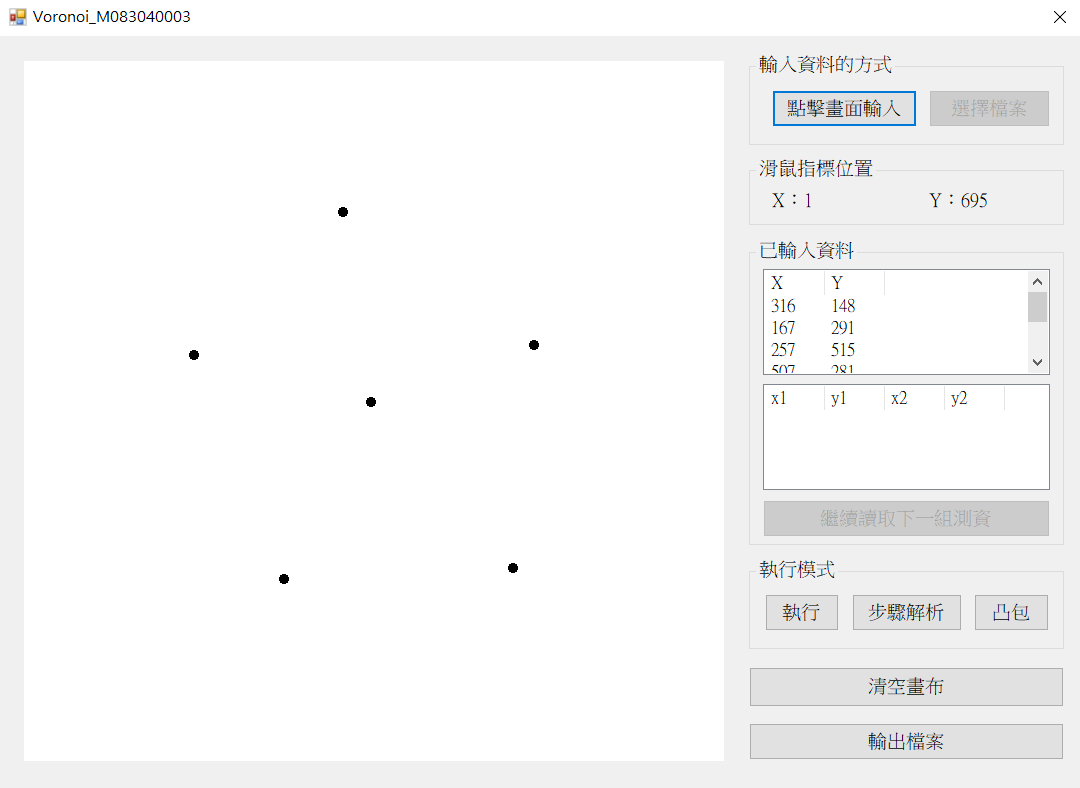 Voronoi_M083040003
輸入資料的方式
點擊畫面輸入 選擇檔案
滑鼠指標位置
X：1 Y：695
已輸入資料
X Y
316 148
167 291
257 515
507 281
x1 y1 x2 y2
繼續讀取下一組測資
執行模式
執行 步驟解析 凸包
清空畫布
輸出檔案